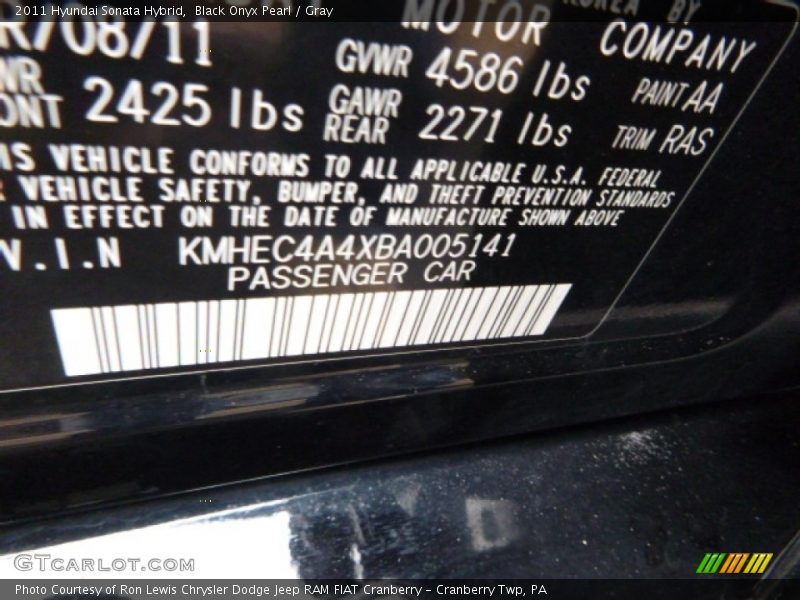 2011 Hyundai Sonata Hybrid, Black Onyx Pearl / Gray
MOTOR COMPANY
BY
/08/11
GVWR 4586 lbs
PAINT AA
2425 lbs
GAWR REAR 2271 lbs
TRIM RAS
VEHICLE CONFORMS TO ALL APPLICABLE U.S.A. FEDERAL
VEHICLE SAFETY, BUMPER, AND THEFT PREVENTION STANDARDS
IN EFFECT ON THE DATE OF MANUFACTURE SHOWN ABOVE
V.I.N KMHEC4A4XBA005141
PASSENGER CAR
GTCARLOT.COM
Photo Courtesy of Ron Lewis Chrysler Dodge Jeep RAM FIAT Cranberry – Cranberry Twp, PA